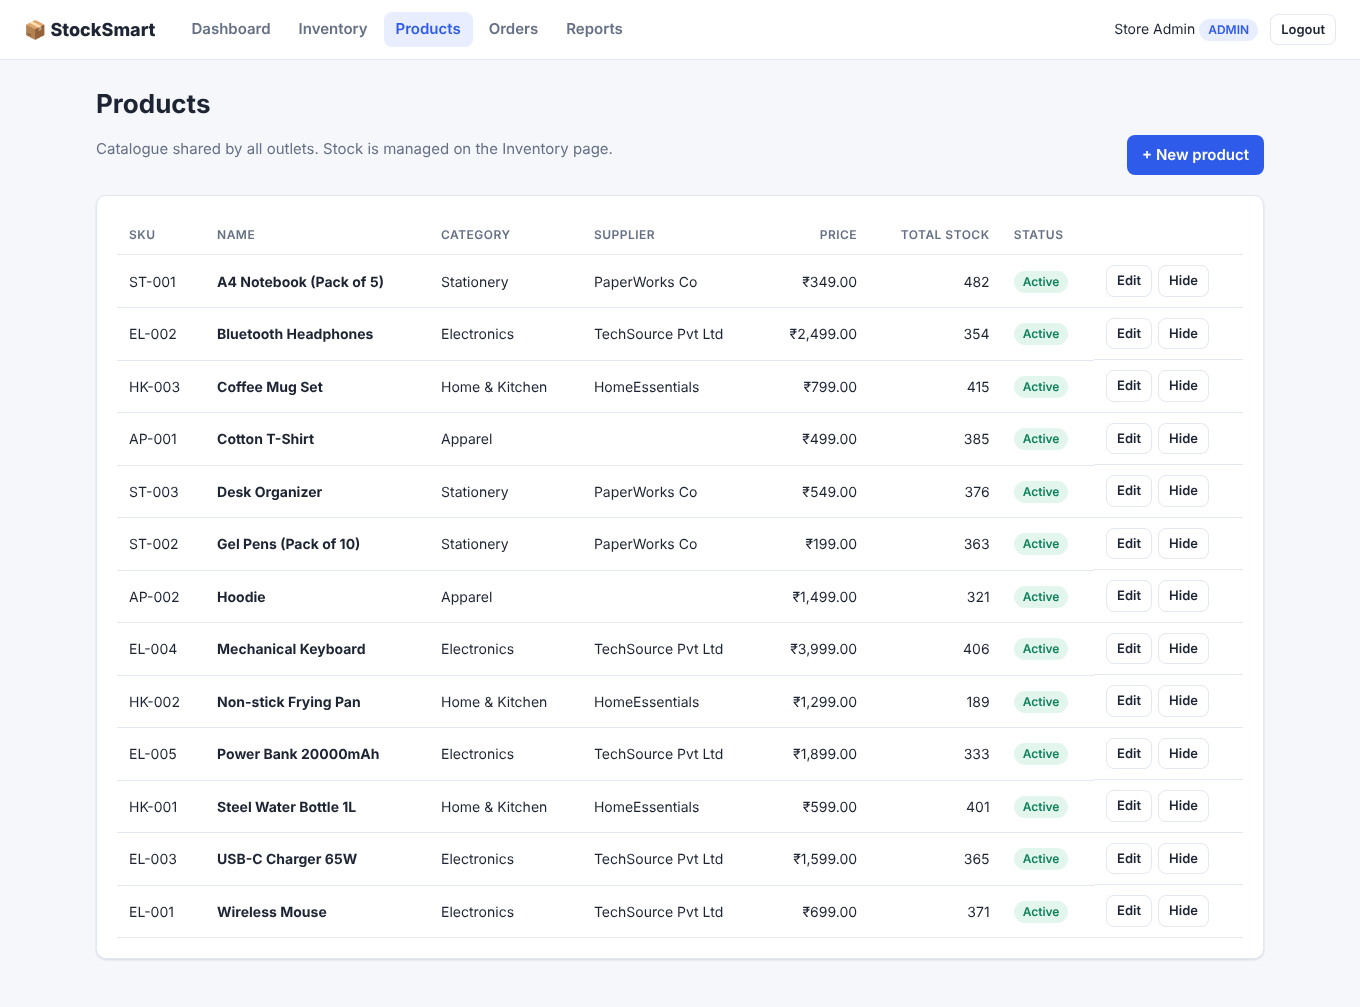 📦 StockSmart Dashboard Inventory Products Orders Reports Store Admin ADMIN Logout
Products
Catalogue shared by all outlets. Stock is managed on the Inventory page.
+ New product
SKU NAME CATEGORY SUPPLIER PRICE TOTAL STOCK STATUS
ST-001 A4 Notebook (Pack of 5) Stationery PaperWorks Co ₹349.00 482 Active Edit Hide
EL-002 Bluetooth Headphones Electronics TechSource Pvt Ltd ₹2,499.00 354 Active Edit Hide
HK-003 Coffee Mug Set Home & Kitchen HomeEssentials ₹799.00 415 Active Edit Hide
AP-001 Cotton T-Shirt Apparel ₹499.00 385 Active Edit Hide
ST-003 Desk Organizer Stationery PaperWorks Co ₹549.00 376 Active Edit Hide
ST-002 Gel Pens (Pack of 10) Stationery PaperWorks Co ₹199.00 363 Active Edit Hide
AP-002 Hoodie Apparel ₹1,499.00 321 Active Edit Hide
EL-004 Mechanical Keyboard Electronics TechSource Pvt Ltd ₹3,999.00 406 Active Edit Hide
HK-002 Non-stick Frying Pan Home & Kitchen HomeEssentials ₹1,299.00 189 Active Edit Hide
EL-005 Power Bank 20000mAh Electronics TechSource Pvt Ltd ₹1,899.00 333 Active Edit Hide
HK-001 Steel Water Bottle 1L Home & Kitchen HomeEssentials ₹599.00 401 Active Edit Hide
EL-003 USB-C Charger 65W Electronics TechSource Pvt Ltd ₹1,599.00 365 Active Edit Hide
EL-001 Wireless Mouse Electronics TechSource Pvt Ltd ₹699.00 371 Active Edit Hide